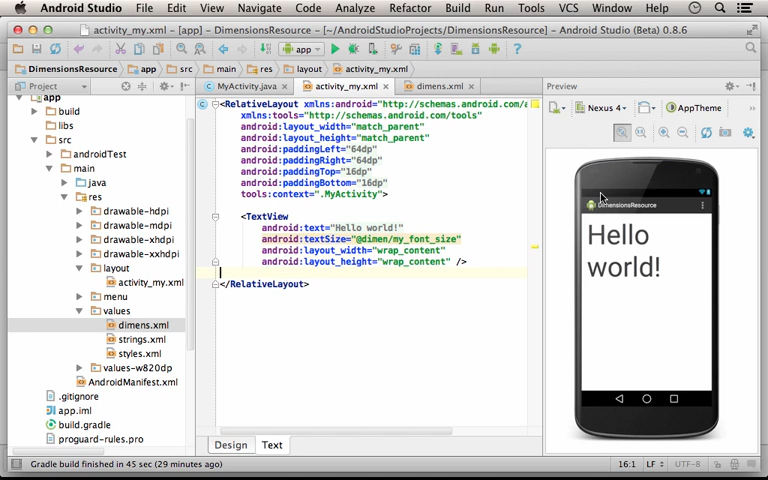 Android Studio File Edit View Navigate Code Analyze Refactor Build Run Tools VCS Window Help
activity_my.xml - [app] - DimensionsResource - [~/AndroidStudioProjects/DimensionsResource] - Android Studio (Beta) 0.8.6
app
DimensionsResource app src main res layout activity_my.xml
Project
MyActivity.java activity_my.xml dimens.xml
Preview
Nexus 4 AppTheme
app
build
libs
src
androidTest
main
java
res
drawable-hdpi
drawable-mdpi
drawable-xhdpi
drawable-xxhdpi
layout
activity_my.xml
menu
values
dimens.xml
strings.xml
styles.xml
values-w820dp
AndroidManifest.xml
.gitignore
app.iml
build.gradle
proguard-rules.pro
<RelativeLayout xmlns:android="http://schemas.android.com/a
xmlns:tools="http://schemas.android.com/tools"
android:layout_width="match_parent"
android:layout_height="match_parent"
android:paddingLeft="64dp"
android:paddingRight="64dp"
android:paddingTop="16dp"
android:paddingBottom="16dp"
tools:context=".MyActivity">
<TextView
android:text="Hello world!"
android:textSize="@dimen/my_font_size"
android:layout_width="wrap_content"
android:layout_height="wrap_content" />
</RelativeLayout>
DimensionsResource
Hello
world!
Design Text
Gradle build finished in 45 sec (29 minutes ago)
16:1 LF UTF-8